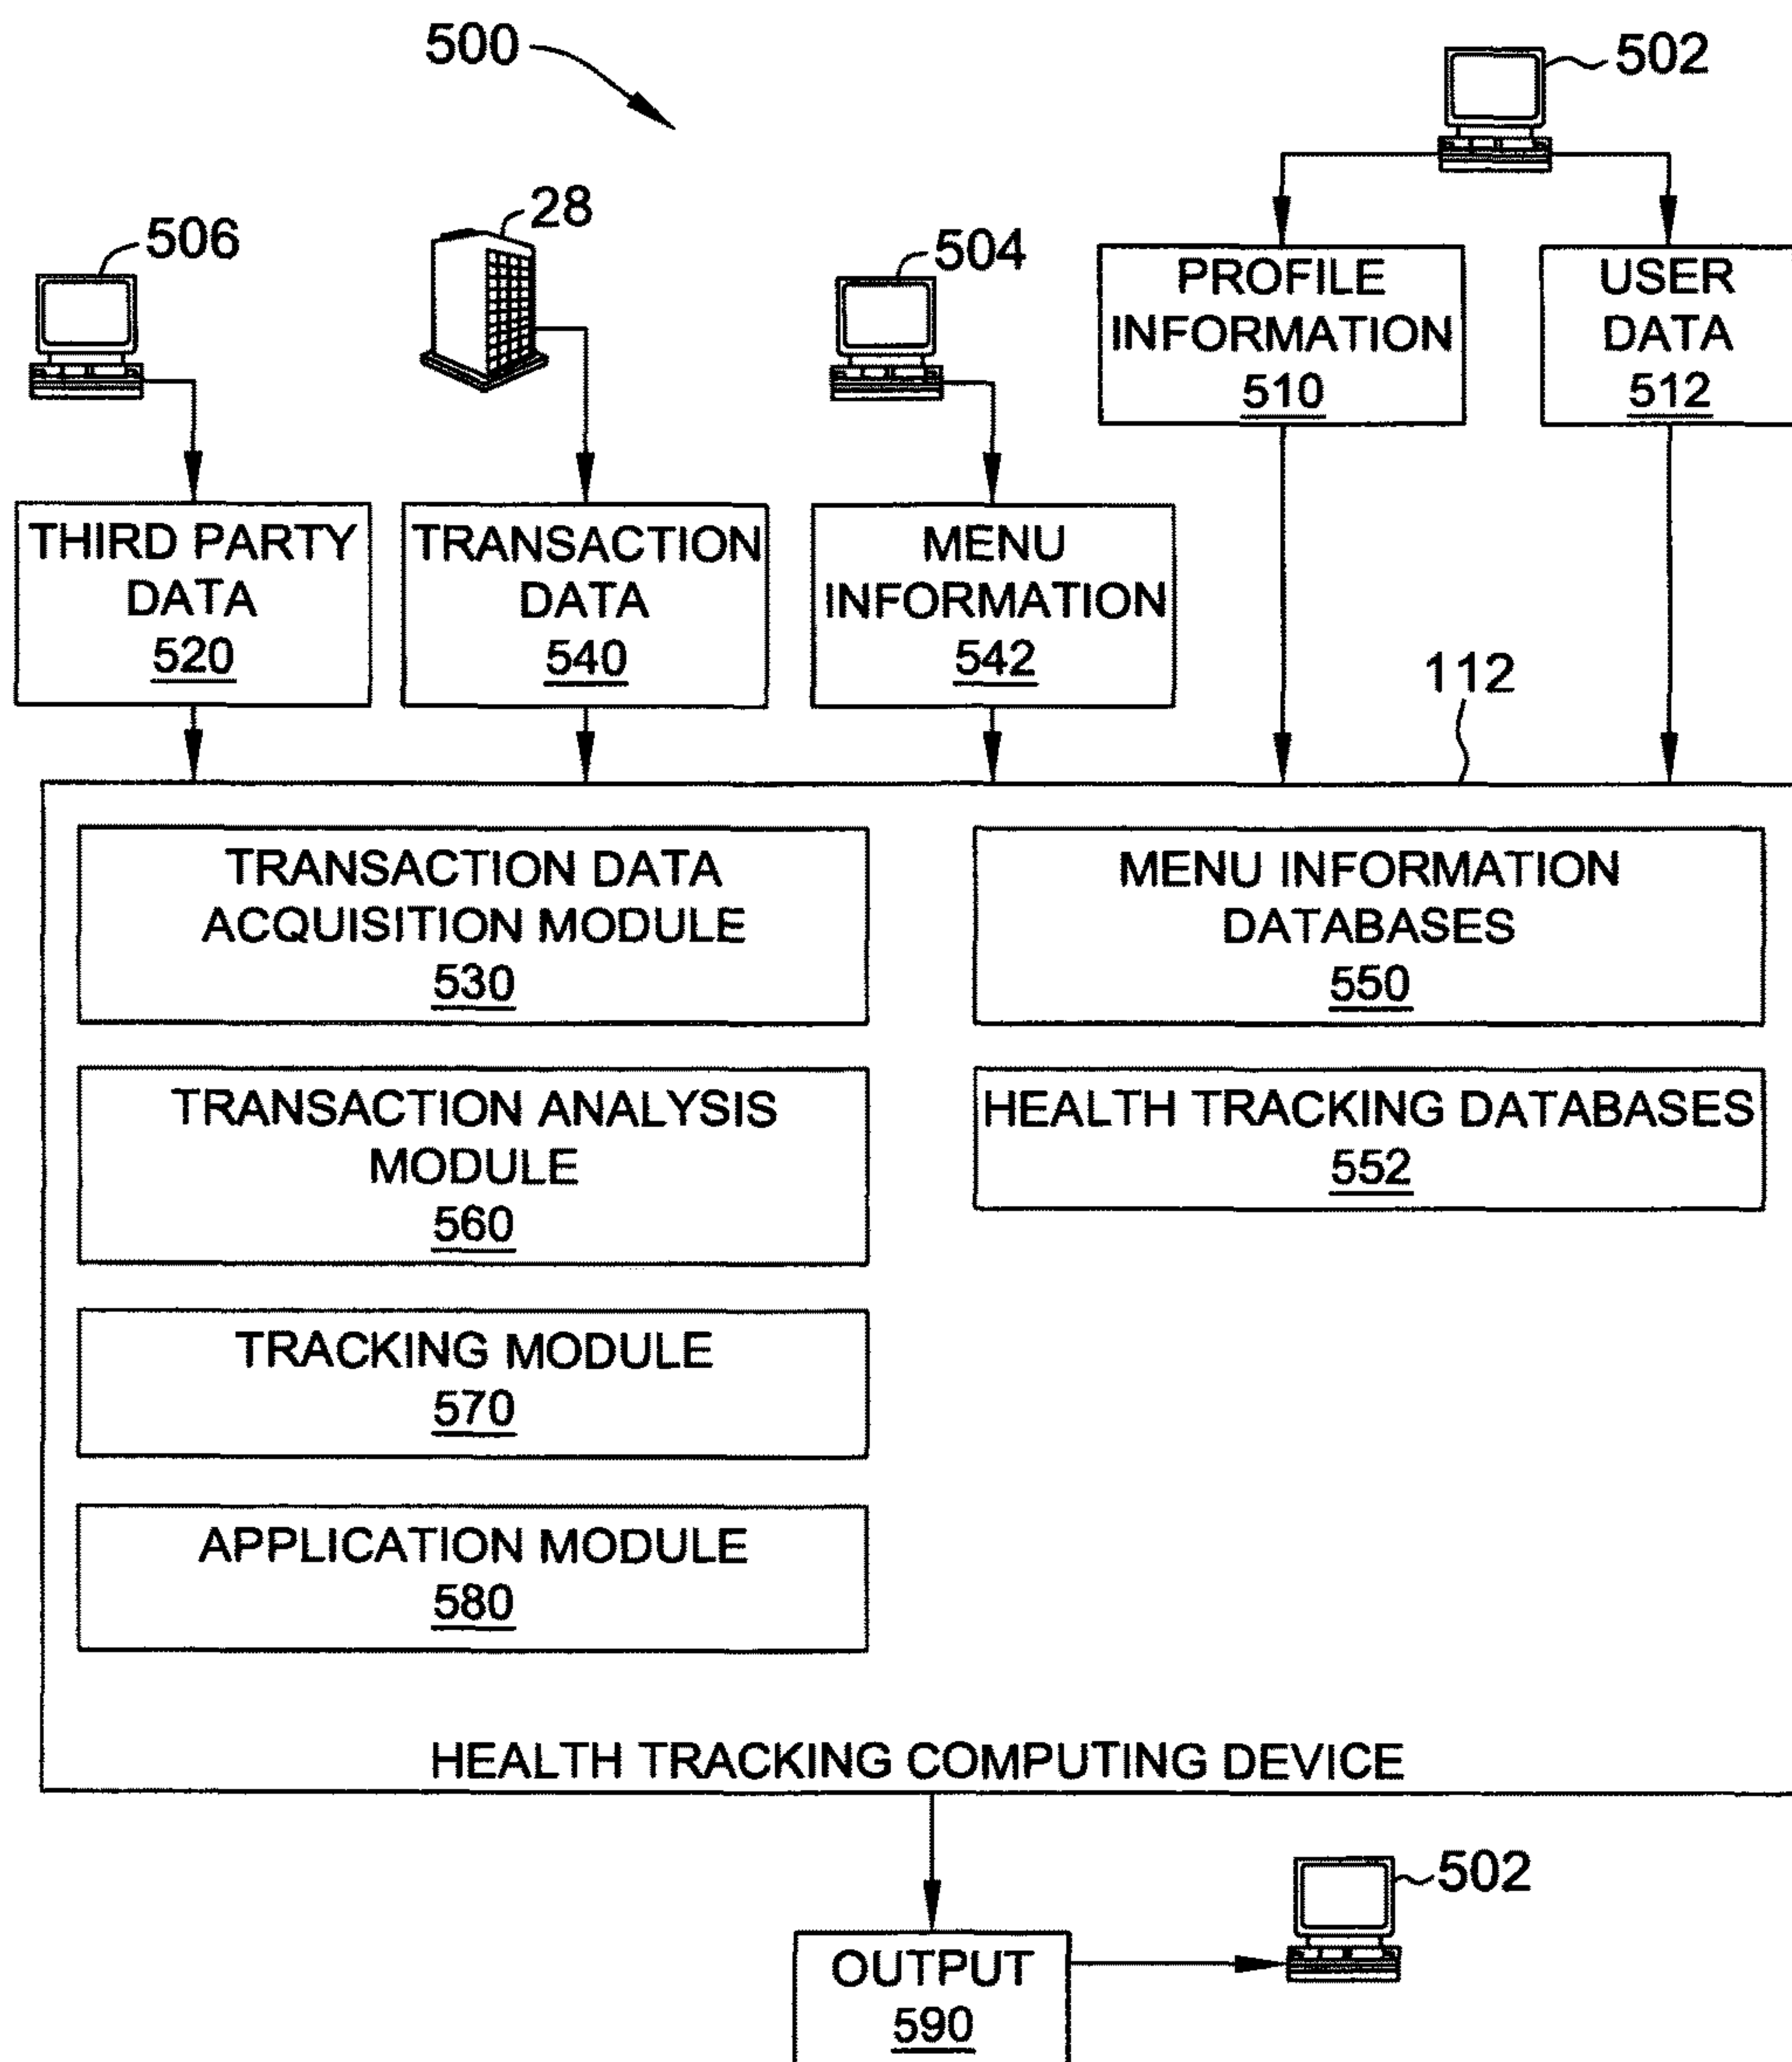 500
502
28
506
504
PROFILE
INFORMATION
510
USER
DATA
512
THIRD PARTY
DATA
520
TRANSACTION
DATA
540
MENU
INFORMATION
542
112
TRANSACTION DATA
ACQUISITION MODULE
530
MENU INFORMATION
DATABASES
550
TRANSACTION ANALYSIS
MODULE
560
HEALTH TRACKING DATABASES
552
TRACKING MODULE
570
APPLICATION MODULE
580
HEALTH TRACKING COMPUTING DEVICE
502
OUTPUT
590